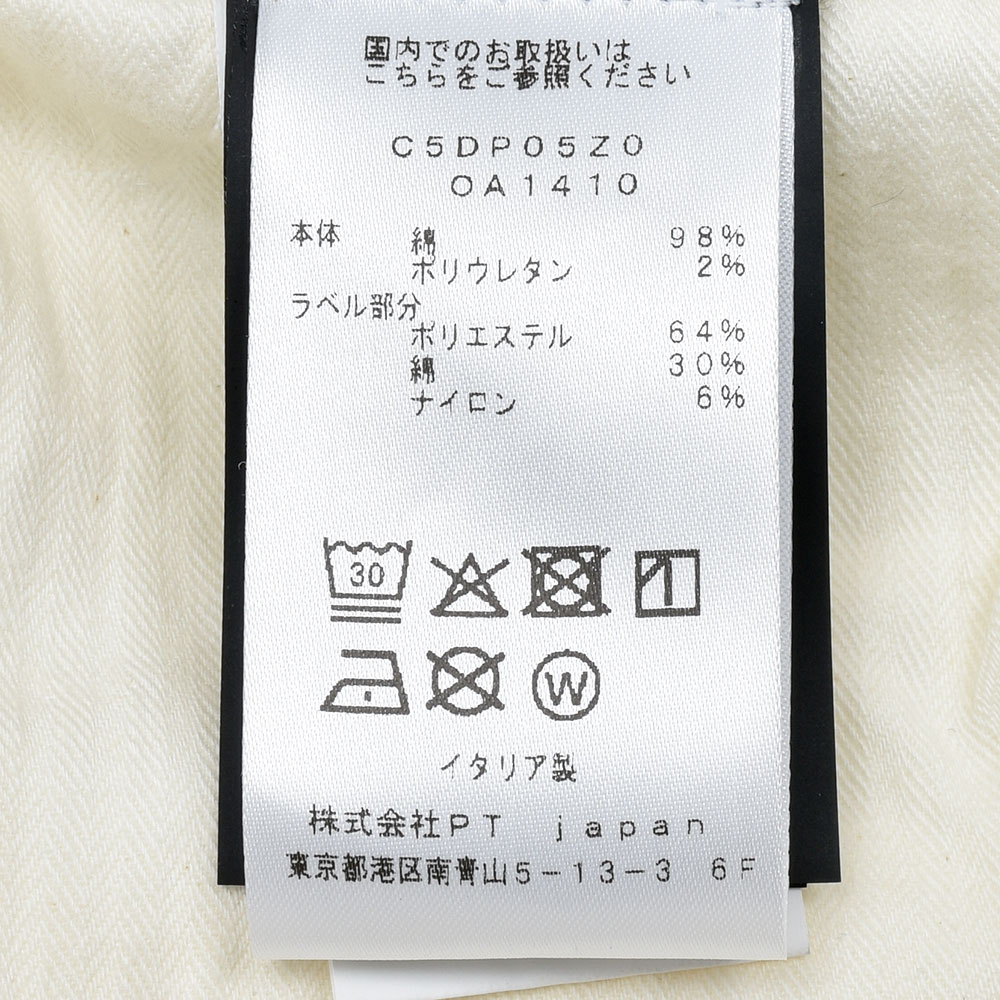 国内でのお取扱いは
こちらをご参照ください
C5DP05Z0
OA1410
本体 綿 98%
ポリウレタン 2%
ラベル部分
ポリエステル 64%
綿 30%
ナイロン 6%
30
W
イタリア製
株式会社PT japan
東京都港区南青山5-13-3 6F